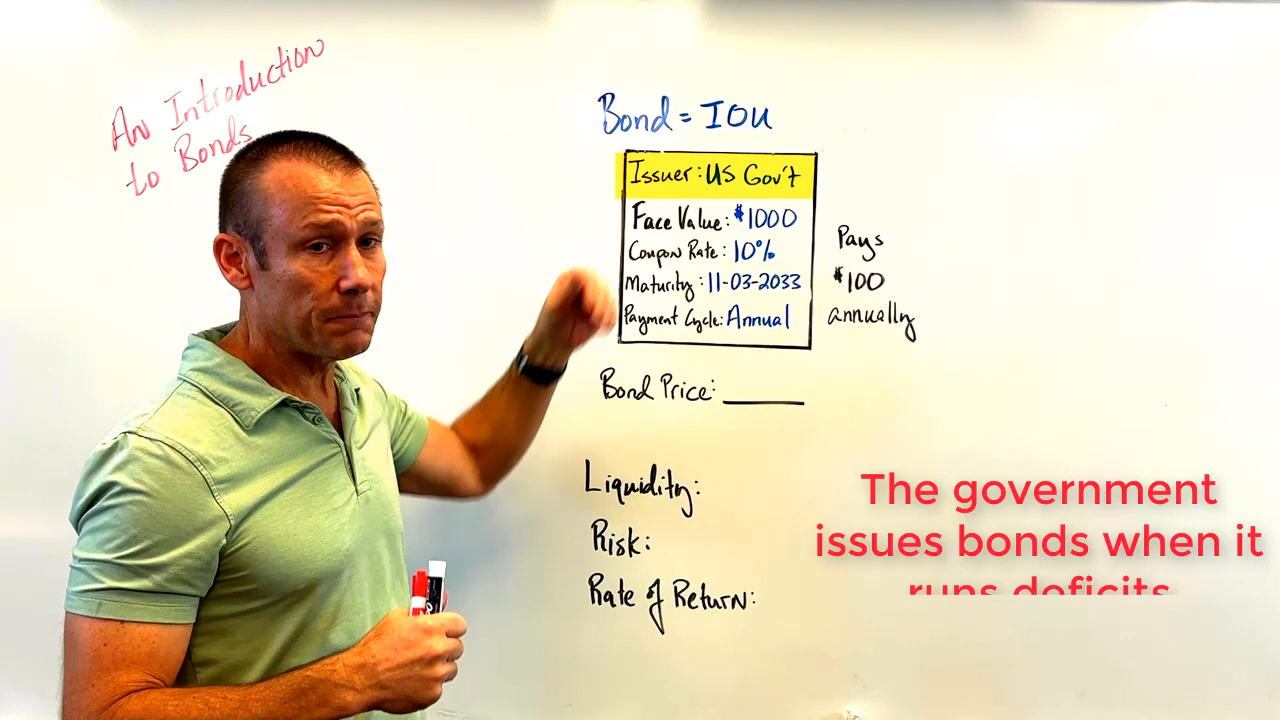 An Introduction
to Bonds
Bond = IOU
Issuer: US Gov't
Face Value: $1000
Coupon Rate: 10%
Maturity: 11-03-2033
Payment Cycle: Annual
Pays
$100
annually
Bond Price:
Liquidity:
Risk:
Rate of Return:
The government
issues bonds when it
runs deficits